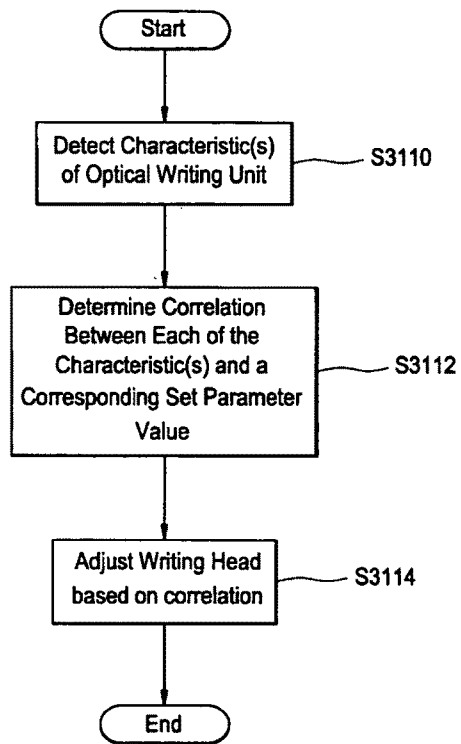 Start
Detect Characteristic(s)
of Optical Writing Unit
S3110
Determine Correlation
Between Each of the
Characteristic(s) and a
Corresponding Set Parameter
Value
S3112
Adjust Writing Head
based on correlation
S3114
End